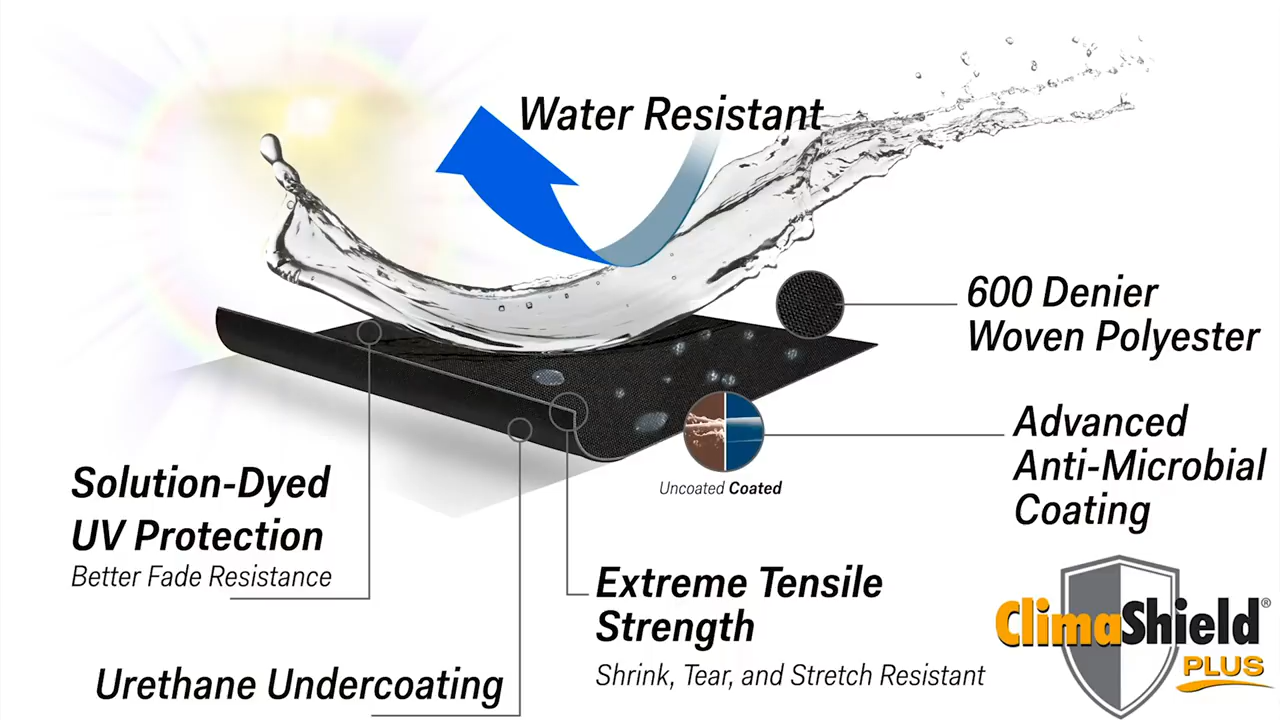 Water Resistant
600 Denier
Woven Polyester
Advanced
Anti-Microbial
Coating
Uncoated Coated
Solution-Dyed
UV Protection
Better Fade Resistance
Extreme Tensile
Strength
Shrink, Tear, and Stretch Resistant
Urethane Undercoating
ClimaShield®
PLUS